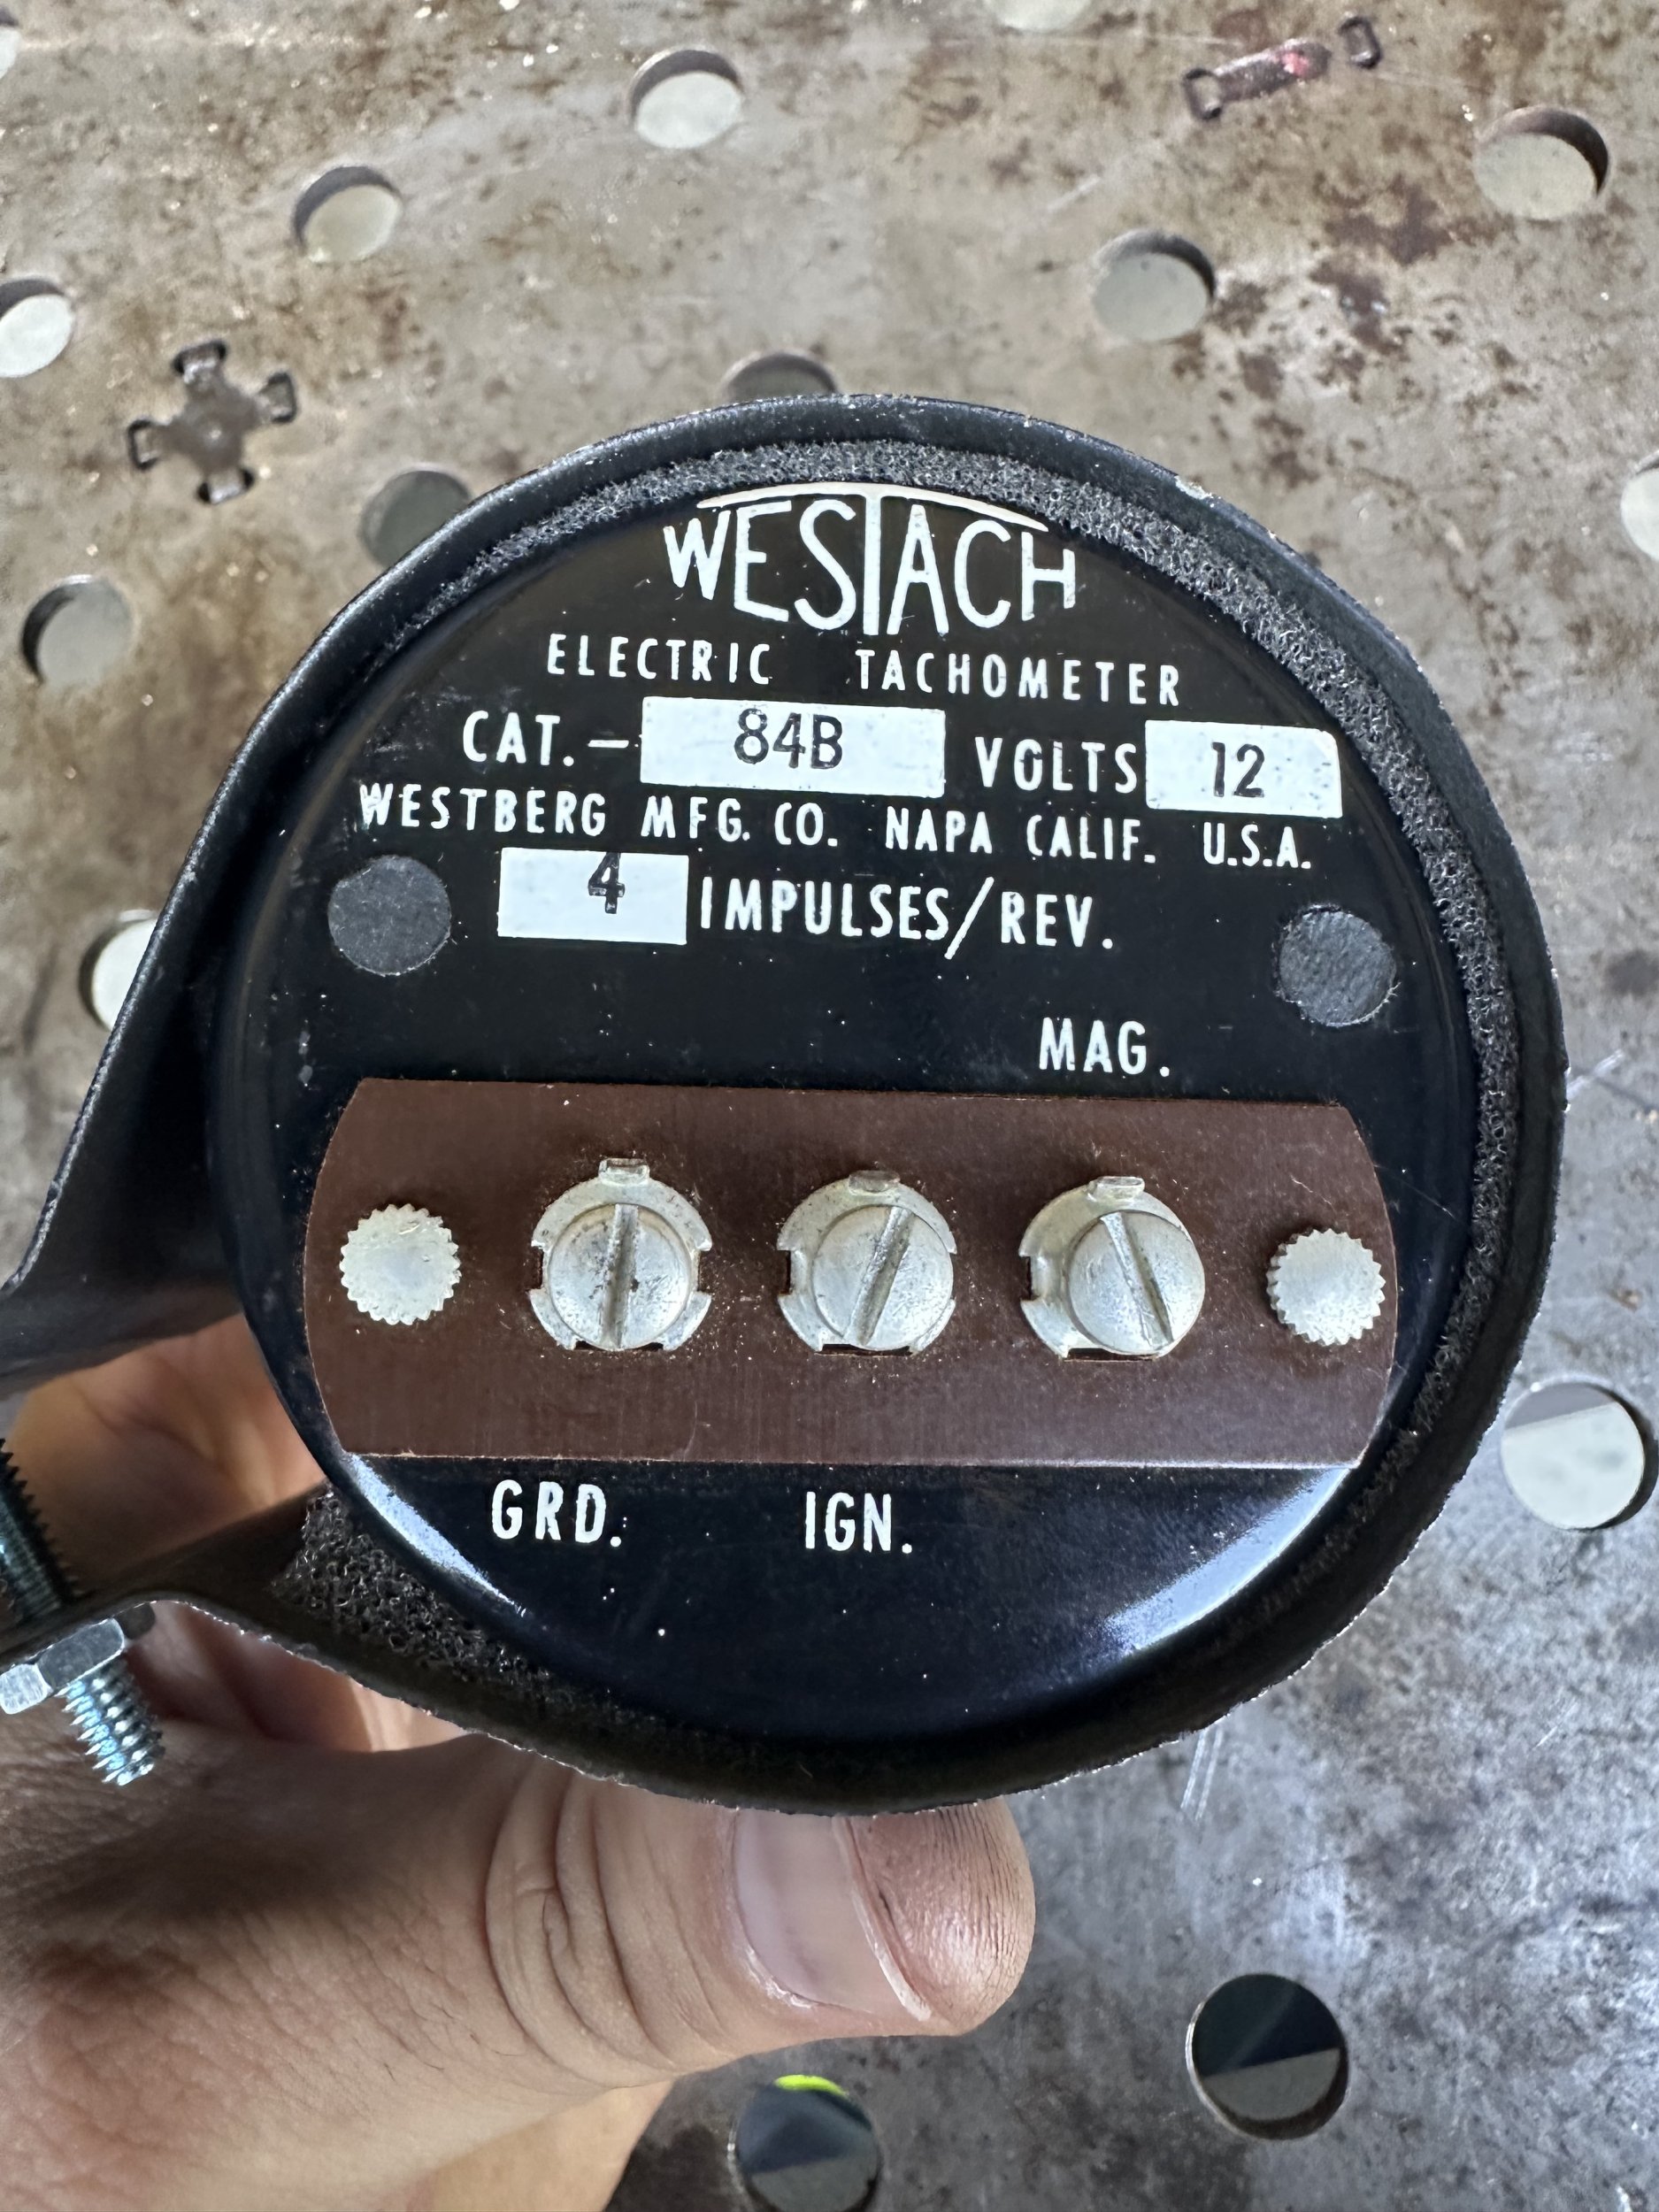 WESTACH
ELECTRIC TACHOMETER
CAT.- 84B VOLTS 12
WESTBERG MFG. CO. NAPA CALIF. U.S.A.
4 IMPULSES/REV.
MAG.
GRD. IGN.